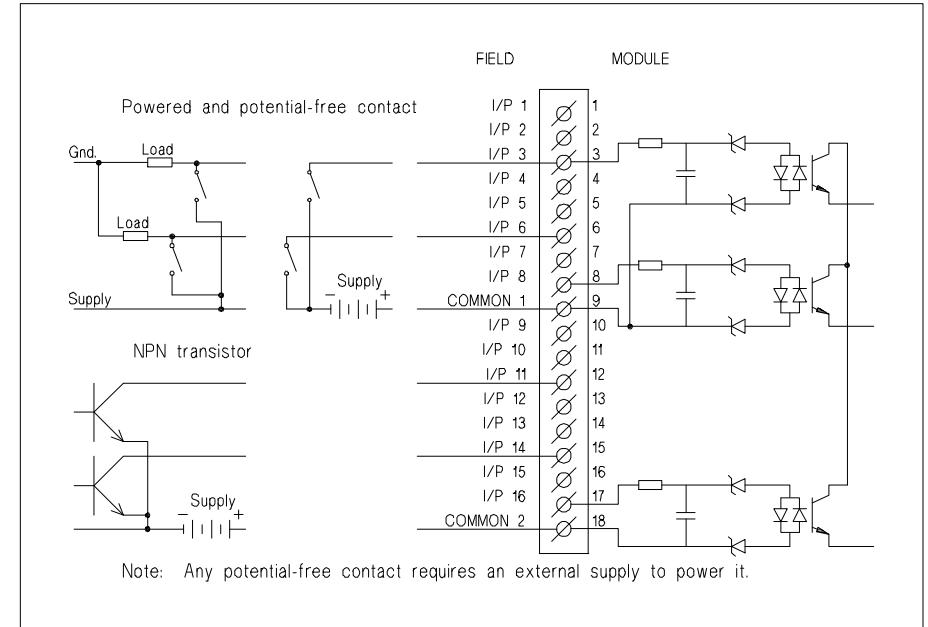 FIELD MODULE
Powered and potential-free contact
I/P 1 1
I/P 2 2
Gnd. Load I/P 3 3
I/P 4 4
I/P 5 5
Load I/P 6 6
I/P 7 7
Supply I/P 8 8
Supply - + COMMON 1 9
I/P 9 10
NPN transistor I/P 10 11
I/P 11 12
I/P 12 13
I/P 13 14
I/P 14 15
I/P 15 16
Supply I/P 16 17
- + COMMON 2 18
Note: Any potential-free contact requires an external supply to power it.